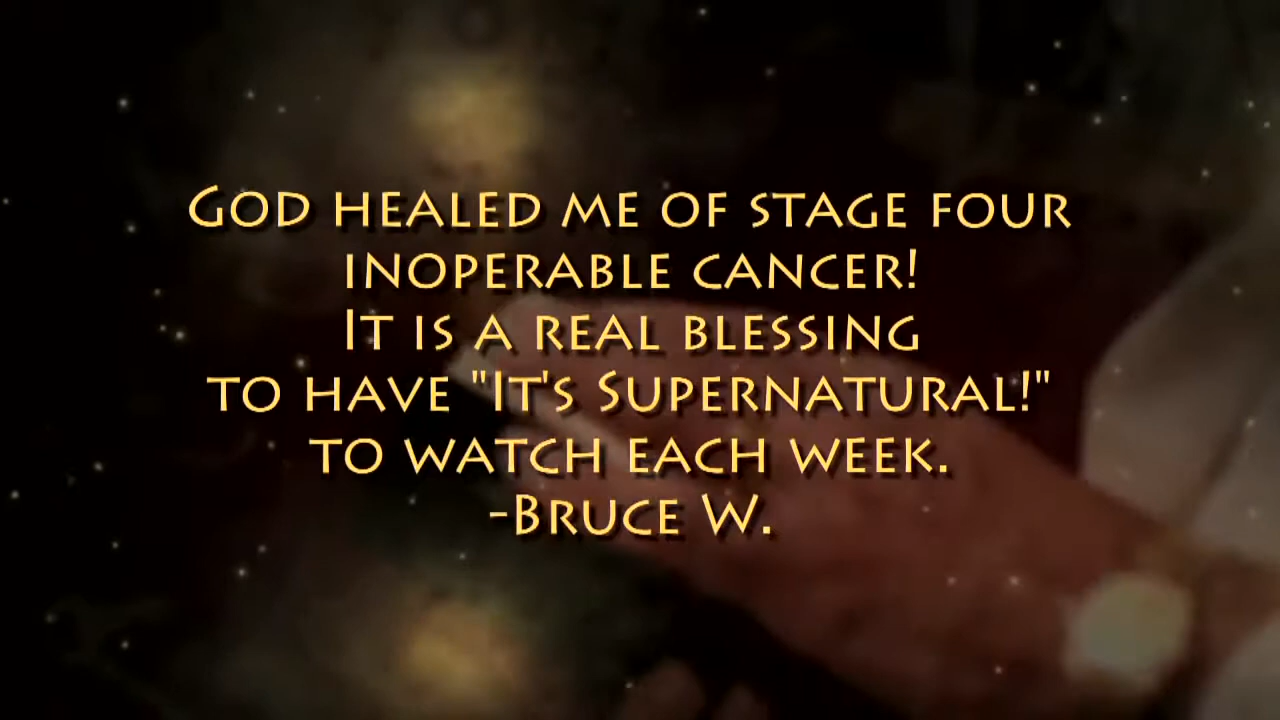 God healed me of stage four
inoperable cancer!
It is a real blessing
to have "It's Supernatural!"
to watch each week.
-Bruce W.